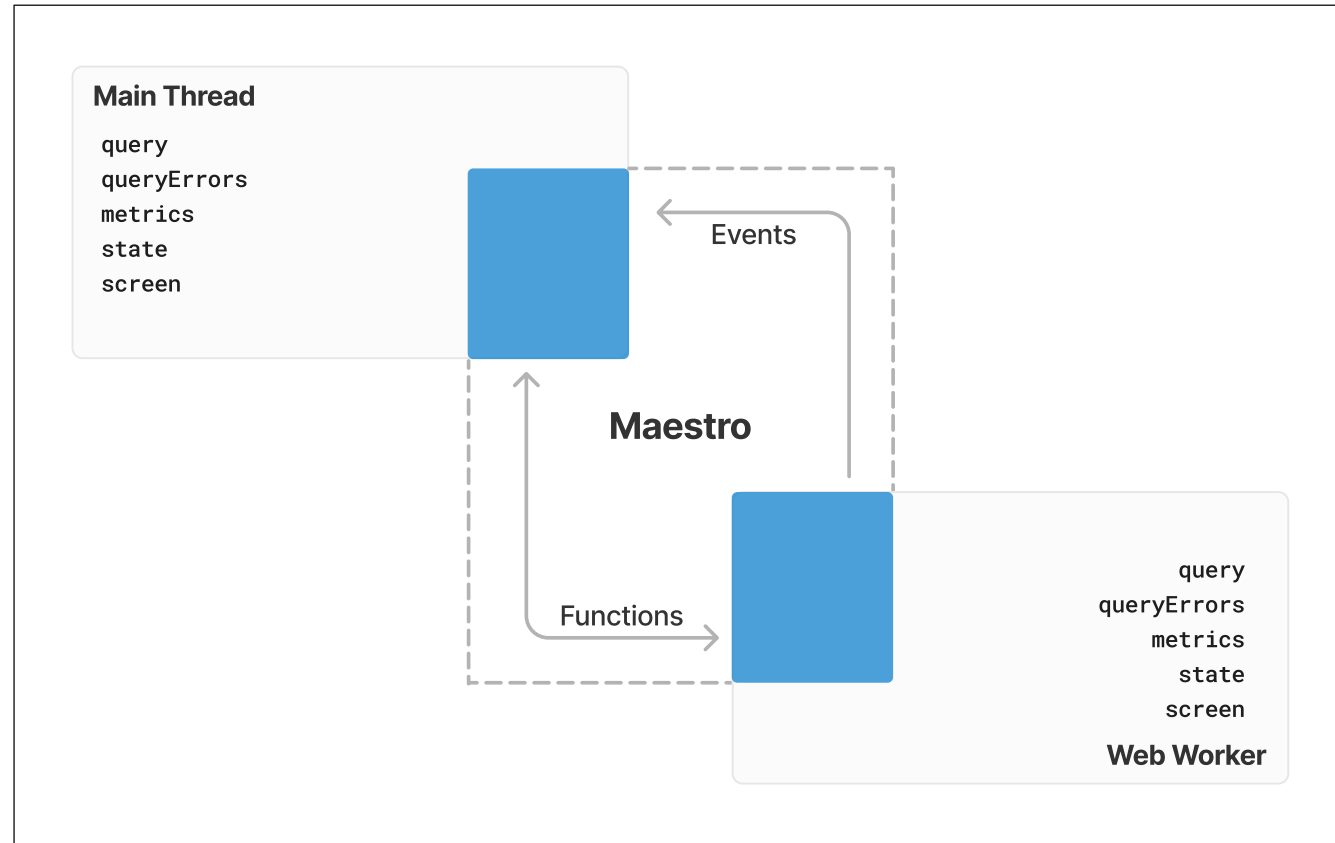 Main Thread
query
queryErrors
metrics
state
screen
Events
Maestro
Functions
query
queryErrors
metrics
state
screen
Web Worker